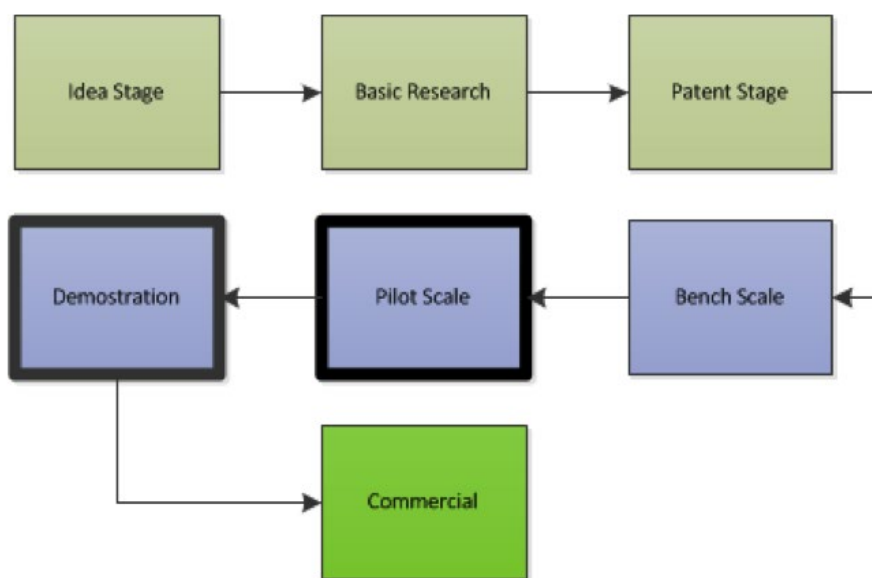 Idea Stage
Basic Research
Patent Stage
Demostration
Pilot Scale
Bench Scale
Commercial